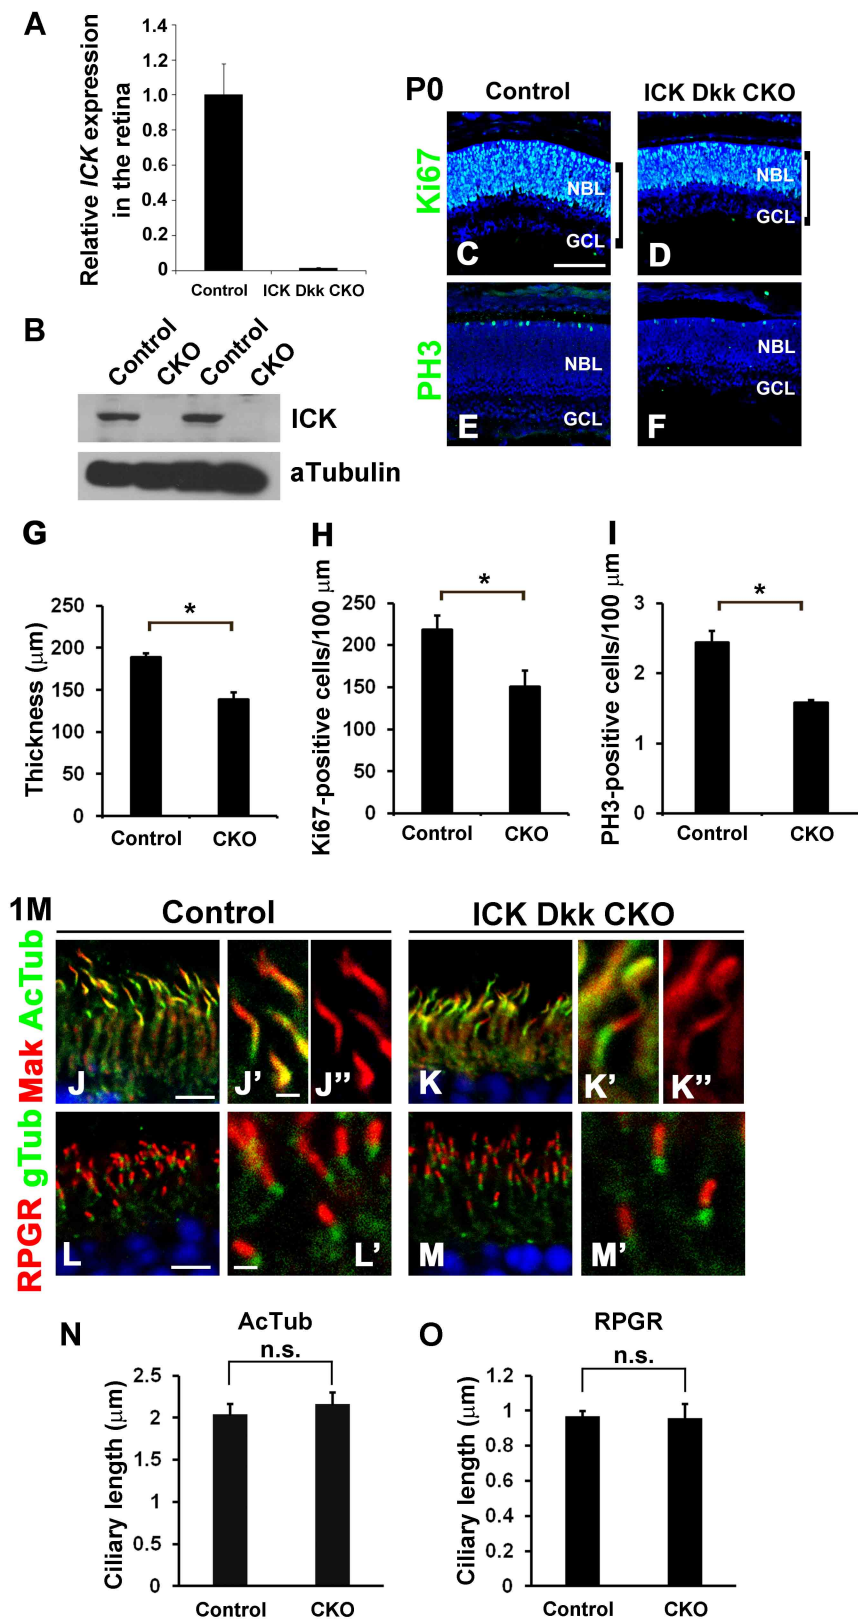 A
Relative ICK expression
in the retina
1.4
1.2
1.0
0.8
0.6
0.4
0.2
0
Control
ICK Dkk CKO
B
Control
CKO
Control
CKO
ICK
aTubulin
P0
Control
ICK Dkk CKO
Ki67
NBL
GCL
C
NBL
GCL
D
PH3
NBL
GCL
E
NBL
GCL
F
G
Thickness (μm)
250
200
150
100
50
0
*
Control
CKO
H
Ki67-positive cells/100 μm
250
200
150
100
50
0
*
Control
CKO
I
PH3-positive cells/100 μm
3
2
1
0
*
Control
CKO
1M
Control
ICK Dkk CKO
Mak AcTub
J
J’
J’’
K
K’
K’’
RPGR gTub
L
L’
M
M’
N
AcTub
n.s.
Ciliary length (μm)
2.5
2
1.5
1
0.5
0
Control
CKO
O
RPGR
n.s.
Ciliary length (μm)
1.2
1
0.8
0.6
0.4
0.2
0
Control
CKO